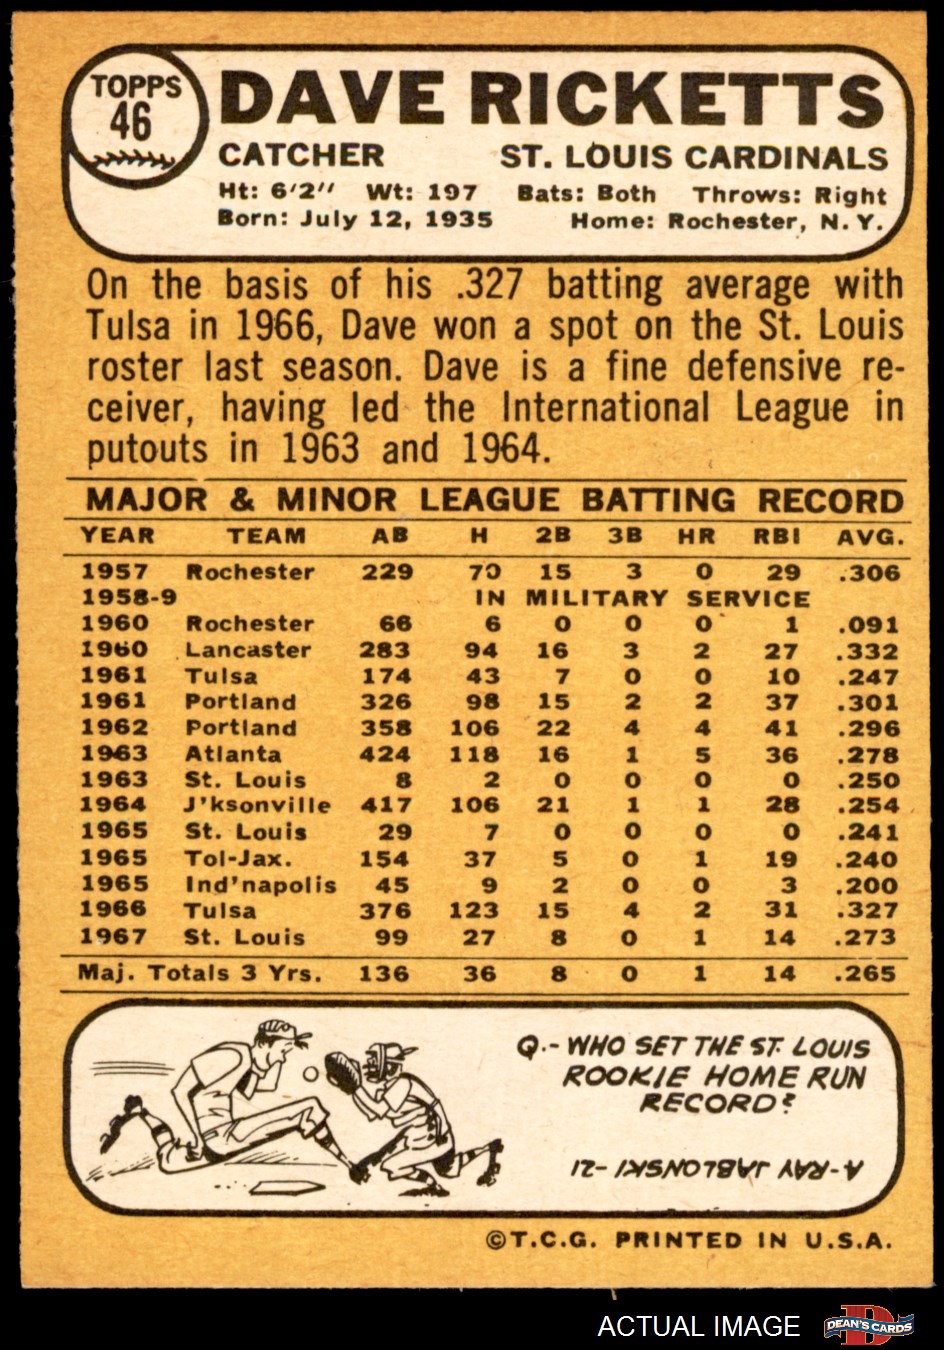 TOPPS
46
DAVE RICKETTS
CATCHER ST. LOUIS CARDINALS
Ht: 6'2" Wt: 197 Bats: Both Throws: Right
Born: July 12, 1935 Home: Rochester, N.Y.
On the basis of his .327 batting average with
Tulsa in 1966, Dave won a spot on the St. Louis
roster last season. Dave is a fine defensive re-
ceiver, having led the International League in
putouts in 1963 and 1964.
MAJOR & MINOR LEAGUE BATTING RECORD
YEAR TEAM AB H 2B 3B HR RBI AVG.
1957 Rochester 229 70 15 3 0 29 .306
1958-9 IN MILITARY SERVICE
1960 Rochester 66 6 0 0 0 1 .091
1960 Lancaster 283 94 16 3 2 27 .332
1961 Tulsa 174 43 7 0 0 10 .247
1961 Portland 326 98 15 2 2 37 .301
1962 Portland 358 106 22 4 4 41 .296
1963 Atlanta 424 118 16 1 5 36 .278
1963 St. Louis 8 2 0 0 0 0 .250
1964 J'ksonville 417 106 21 1 1 28 .254
1965 St. Louis 29 7 0 0 0 0 .241
1965 Tol-Jax. 154 37 5 0 1 19 .240
1965 Ind'napolis 45 9 2 0 0 3 .200
1966 Tulsa 376 123 15 4 2 31 .327
1967 St. Louis 99 27 8 0 1 14 .273
Maj. Totals 3 Yrs. 136 36 8 0 1 14 .265
Q.- WHO SET THE ST. LOUIS
ROOKIE HOME RUN
RECORD?
A-RAY JABLONSKI -21
©T.C.G. PRINTED IN U.S.A.
ACTUAL IMAGE
D
DEAN'S CARDS